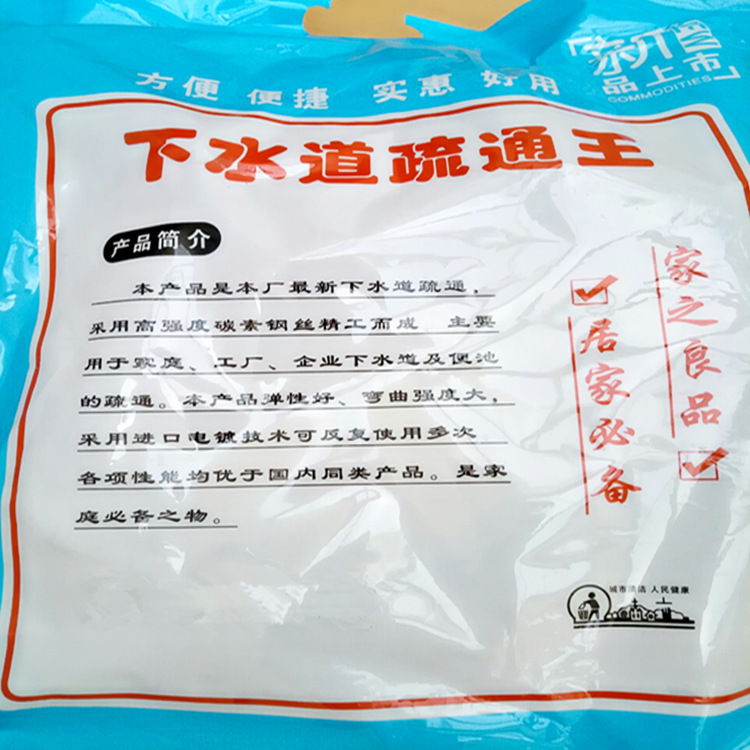 方便 便捷 实惠 好用
新
品上市
COMMODITIES
下水道疏通王
产品简介
本产品是本厂最新下水道疏通，
采用高强度碳素钢丝精工而成 主要
用于家庭、工厂、企业下水道及便池
的疏通。本产品弹性好、弯曲强度大，
采用进口电镀技术可反复使用多次
各项性能均优于国内同类产品。是家
庭必备之物。
家之良品
居家必备
城市清洁 人民健康